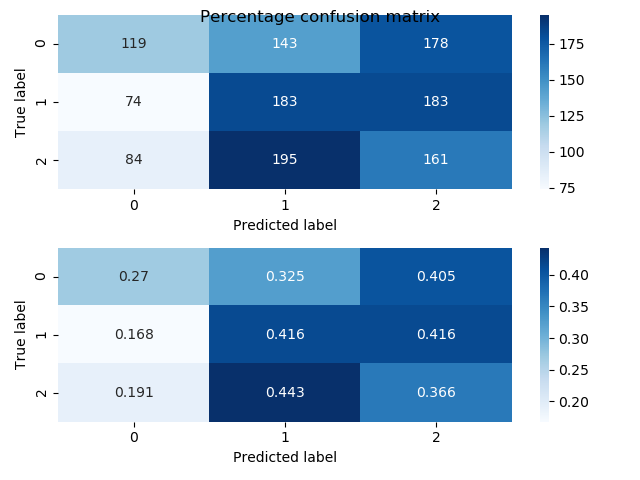 Percentage confusion matrix
0 119 143 178
1 74 183 183
2 84 195 161
0 1 2
Predicted label
True label
175
150
125
100
75
0 0.27 0.325 0.405
1 0.168 0.416 0.416
2 0.191 0.443 0.366
0 1 2
Predicted label
True label
0.40
0.35
0.30
0.25
0.20